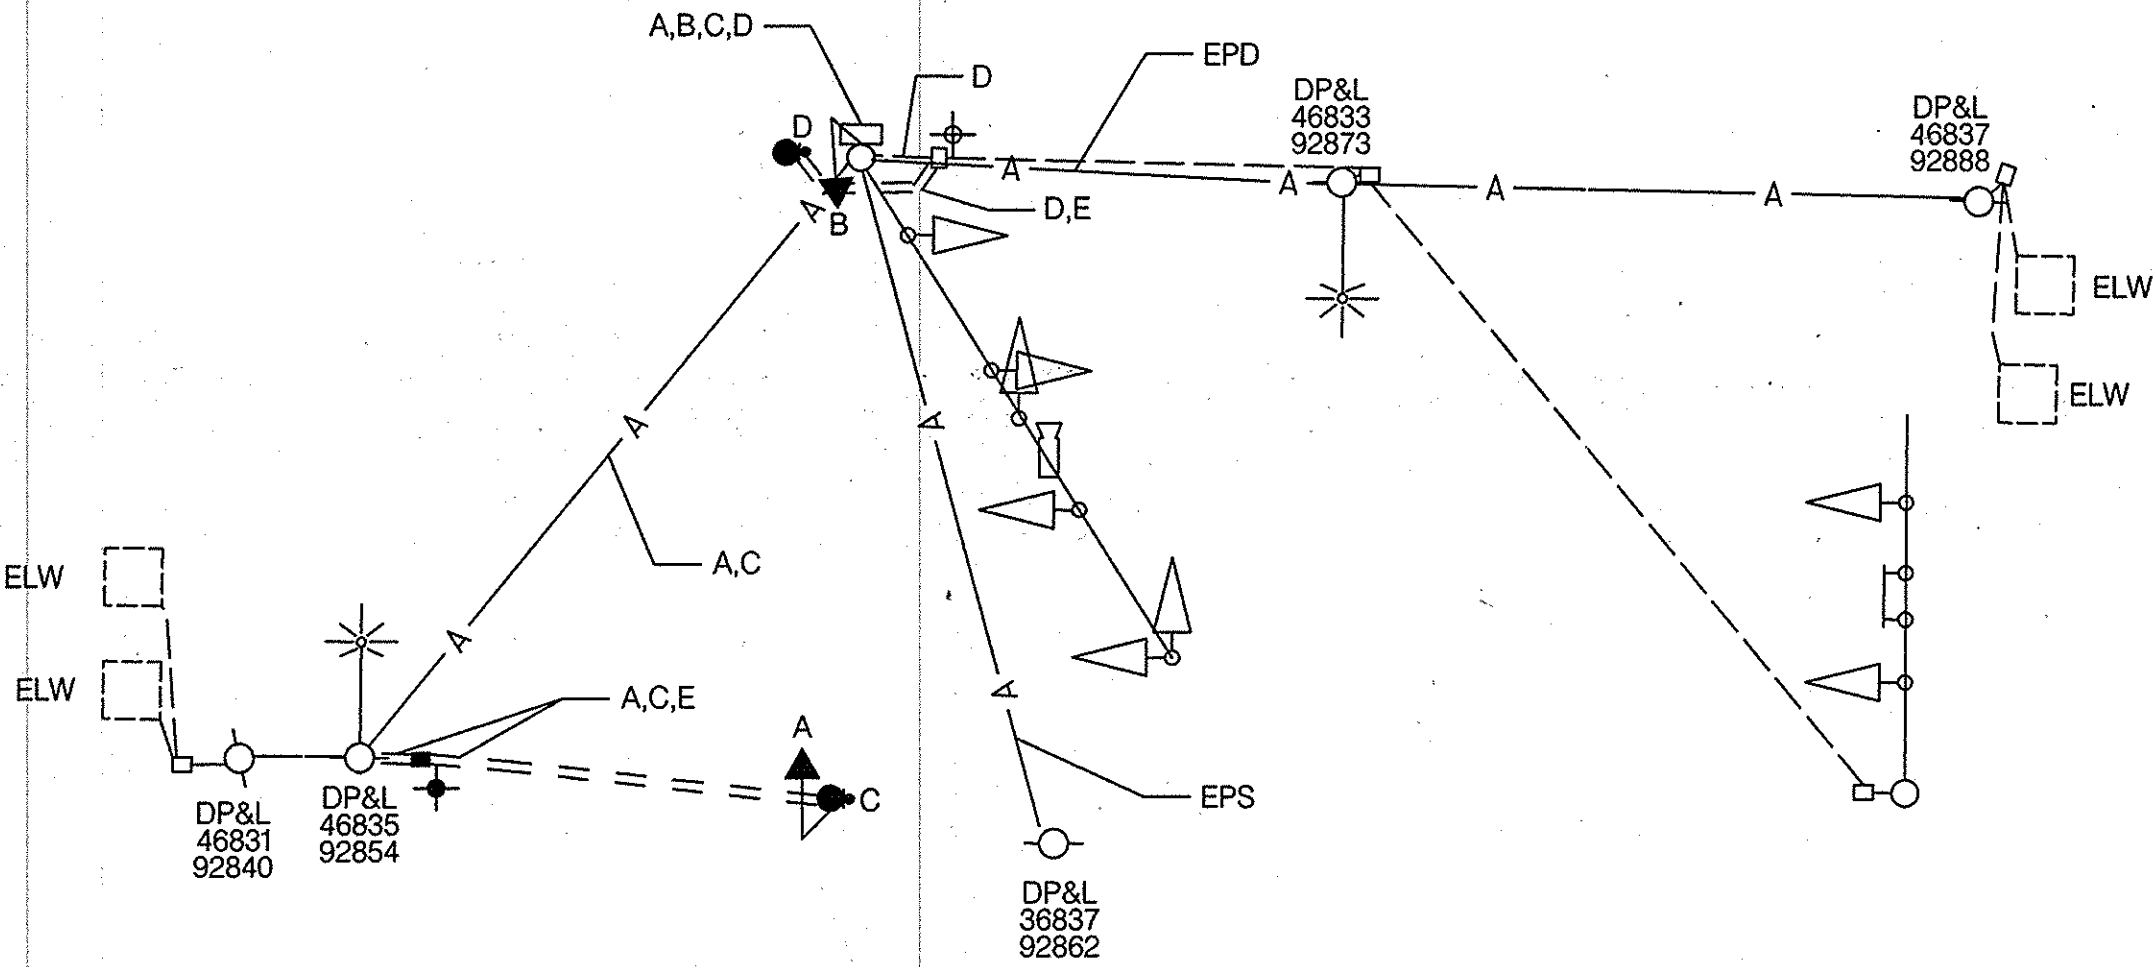 A,B,C,D
EPD
D
DP&L
46833
92873
DP&L
46837
92888
D
A
A
A
A
B
A
D,E
ELW
ELW
A
A
A,C
ELW
A
ELW
A,C,E
A
A
EPS
C
DP&L
46831
92840
DP&L
46835
92854
DP&L
36837
92862